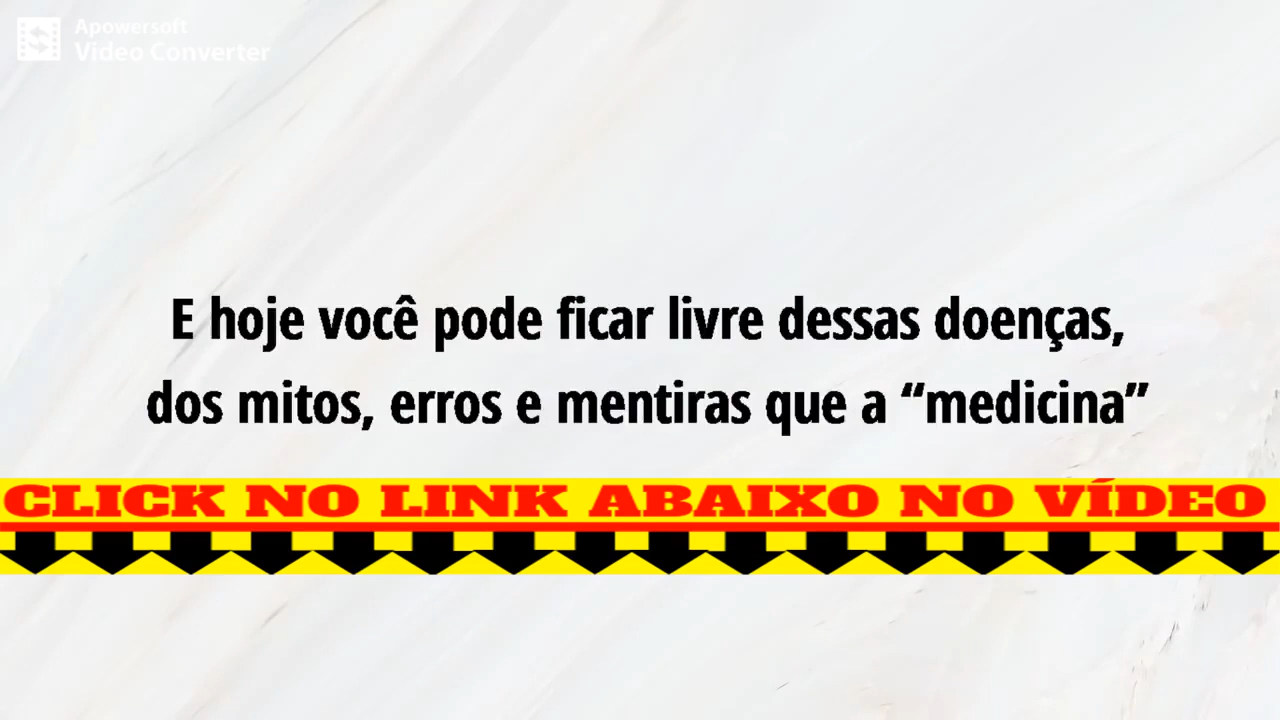 Apowersoft
Video Converter
E hoje você pode ficar livre dessas doenças,
dos mitos, erros e mentiras que a “medicina”
CLICK NO LINK ABAIXO NO VÍDEO